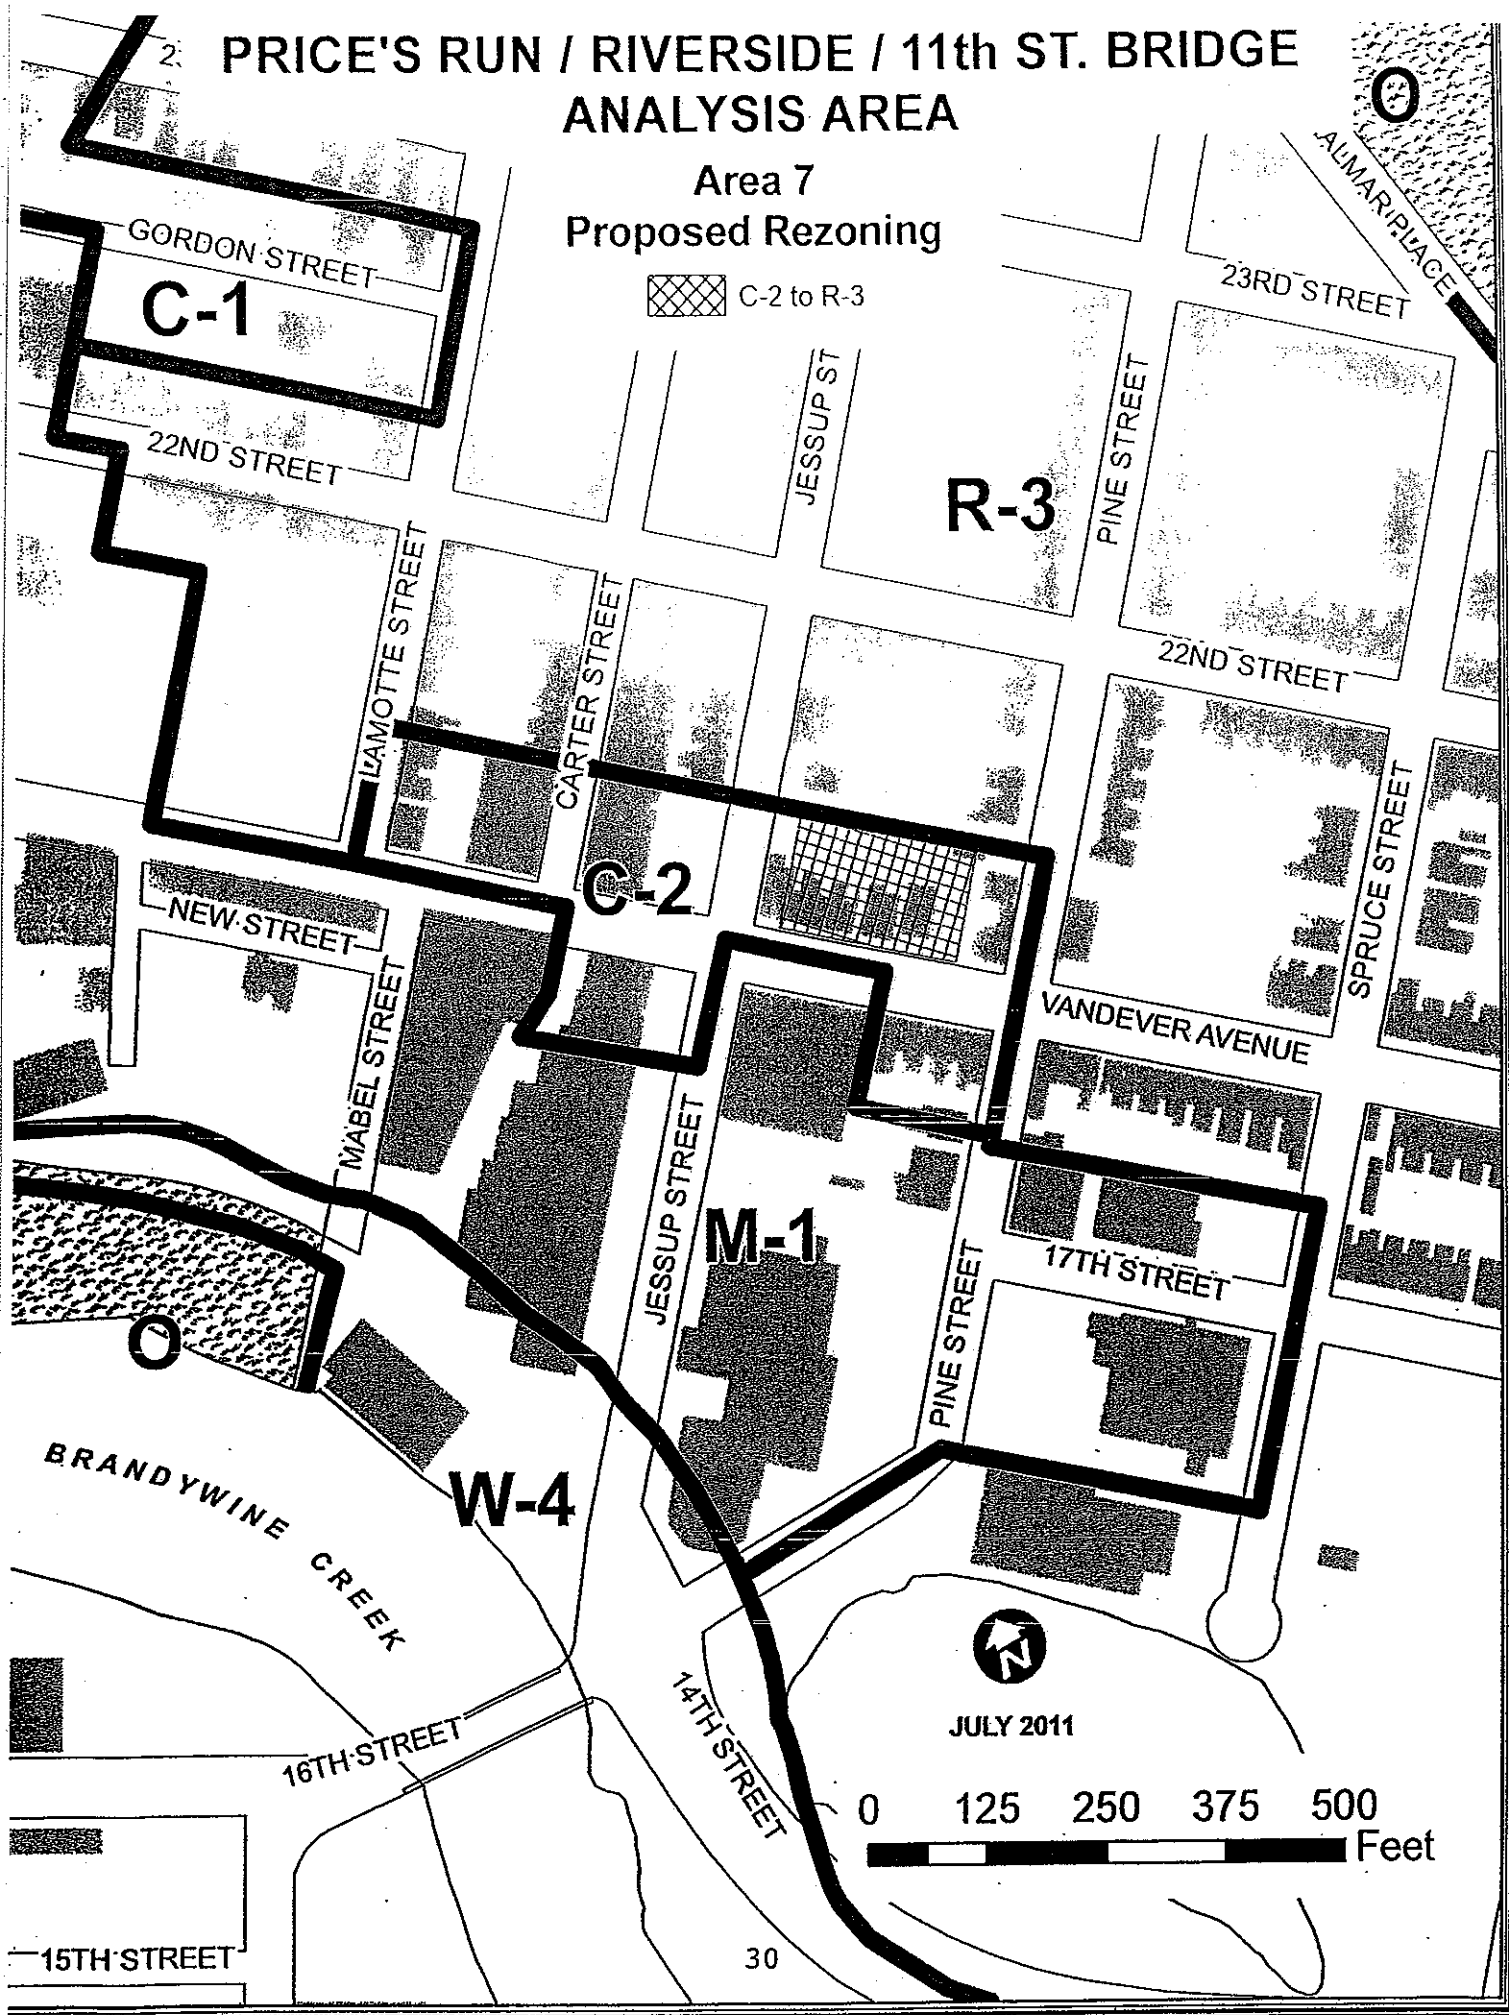 PRICE'S RUN / RIVERSIDE / 11th ST. BRIDGE
ANALYSIS AREA
Area 7
Proposed Rezoning
C-2 to R-3
O
ALMAR PLACE
GORDON STREET
C-1
23RD STREET
22ND STREET
JESSUP ST
PINE STREET
R-3
LAMOTTE STREET
CARTER STREET
22ND STREET
SPRUCE STREET
C-2
NEW STREET
MABEL STREET
VANDEVER AVENUE
JESSUP STREET
M-1
PINE STREET
17TH STREET
O
BRANDYWINE CREEK
W-4
14TH STREET
16TH STREET
N
JULY 2011
0 125 250 375 500
Feet
15TH STREET
30